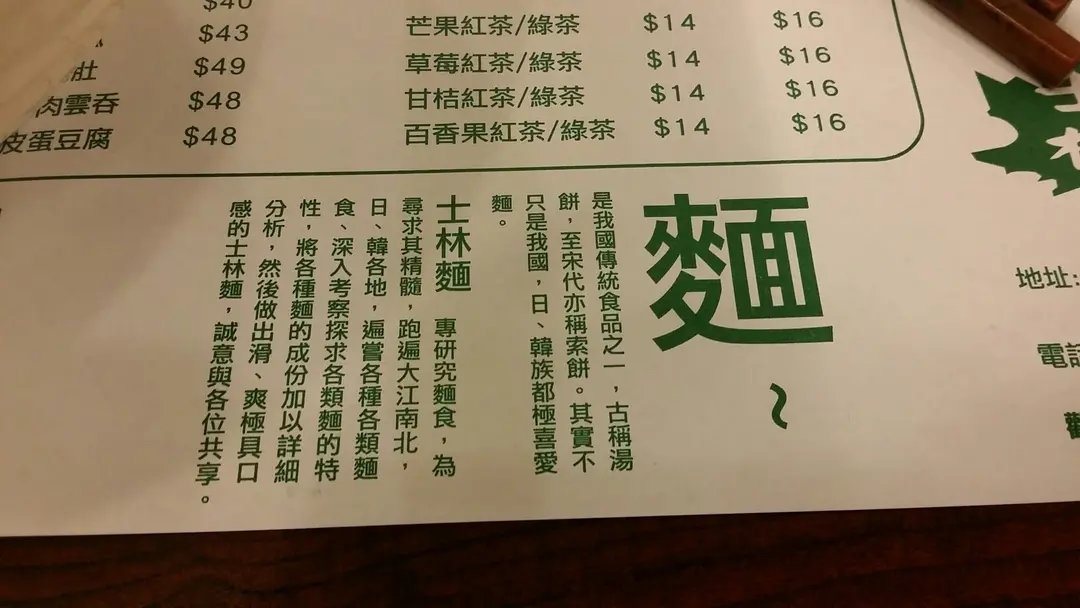 $40
$43
肚 $49
肉雲吞 $48
皮蛋豆腐 $48
芒果紅茶/綠茶 $14 $16
草莓紅茶/綠茶 $14 $16
甘桔紅茶/綠茶 $14 $16
百香果紅茶/綠茶 $14 $16
麵~
是我國傳統食品之一，古稱湯
餅，至宋代亦稱索餅。其實不
只是我國，日、韓族都極喜愛
麵。
士林麵 專研究麵食，為
尋求其精髓，跑遍大江南北，
日、韓各地，遍嘗各種各類麵
食、深入考察探求各類麵的特
性，將各種麵的成份加以詳細
分析，然後做出滑、爽極具口
感的士林麵，誠意與各位共享。
地址:
電話